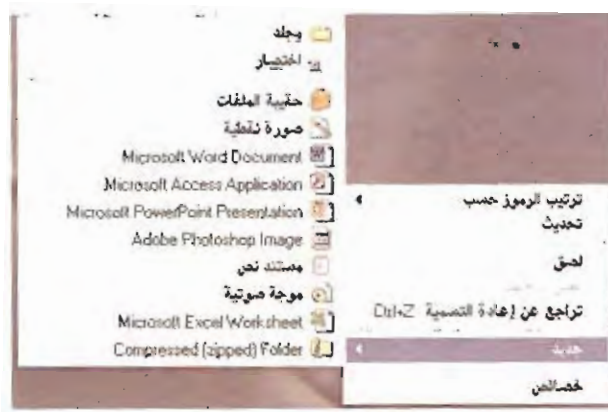 ترتيب الرموز حسب
تحديث
لصق
تراجع عن إعادة التسمية Ctrl+Z
جديد
خصائص
مجلد
اختصار
حقيبة الملفات
صورة نقطية
Microsoft Word Document
Microsoft Access Application
Microsoft PowerPoint Presentation
Adobe Photoshop Image
مستند نص
موجة صوتية
Microsoft Excel Worksheet
Compressed (zipped) Folder